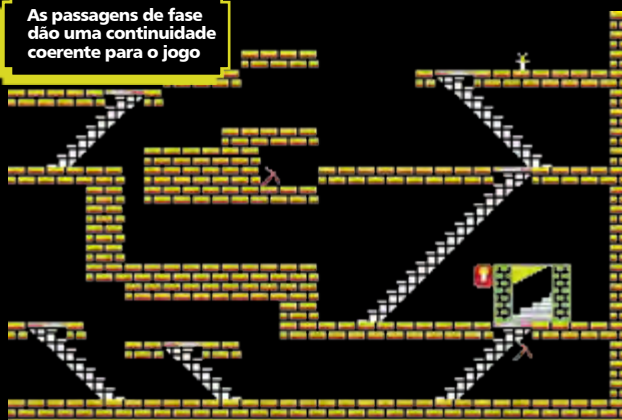 As passagens de fase
dão uma continuidade
coerente para o jogo